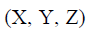 (X, Y, Z)